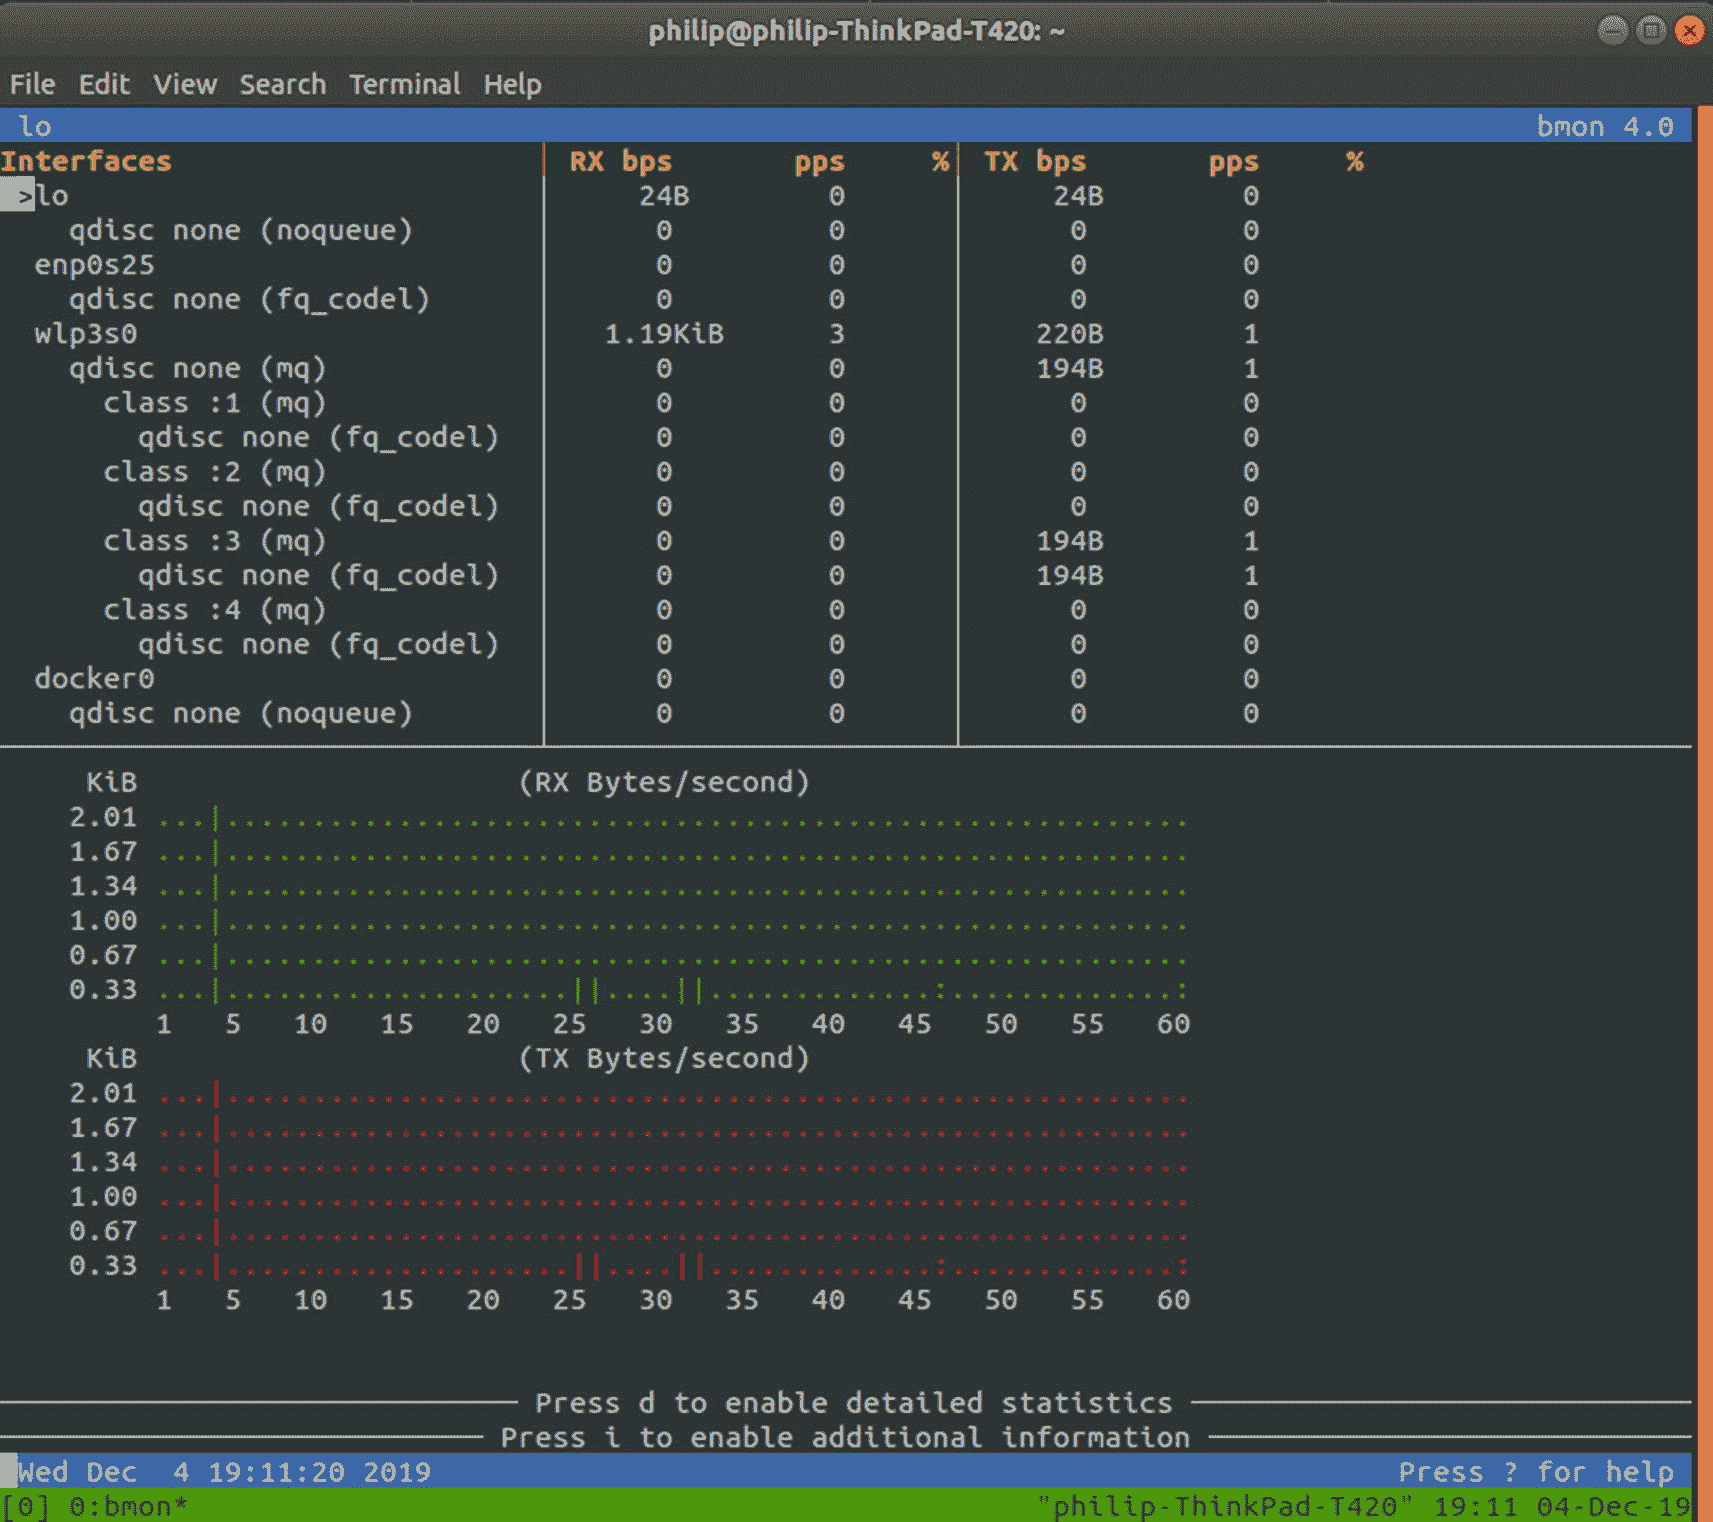 philip@philip-ThinkPad-T420: ~
File Edit View Search Terminal Help
lo bmon 4.0
Interfaces RX bps pps % TX bps pps %
>lo 24B 0 24B 0
qdisc none (noqueue) 0 0 0 0
enp0s25 0 0 0 0
qdisc none (fq_codel) 0 0 0 0
wlp3s0 1.19KiB 3 220B 1
qdisc none (mq) 0 0 194B 1
class :1 (mq) 0 0 0 0
qdisc none (fq_codel) 0 0 0 0
class :2 (mq) 0 0 0 0
qdisc none (fq_codel) 0 0 0 0
class :3 (mq) 0 0 194B 1
qdisc none (fq_codel) 0 0 194B 1
class :4 (mq) 0 0 0 0
qdisc none (fq_codel) 0 0 0 0
docker0 0 0 0 0
qdisc none (noqueue) 0 0 0 0
KiB (RX Bytes/second)
2.01
1.67
1.34
1.00
0.67
0.33
1 5 10 15 20 25 30 35 40 45 50 55 60
KiB (TX Bytes/second)
2.01
1.67
1.34
1.00
0.67
0.33
1 5 10 15 20 25 30 35 40 45 50 55 60
Press d to enable detailed statistics
Press i to enable additional information
Wed Dec  4 19:11:20 2019 Press ? for help
[0] 0:bmon* "philip-ThinkPad-T420" 19:11 04-Dec-19